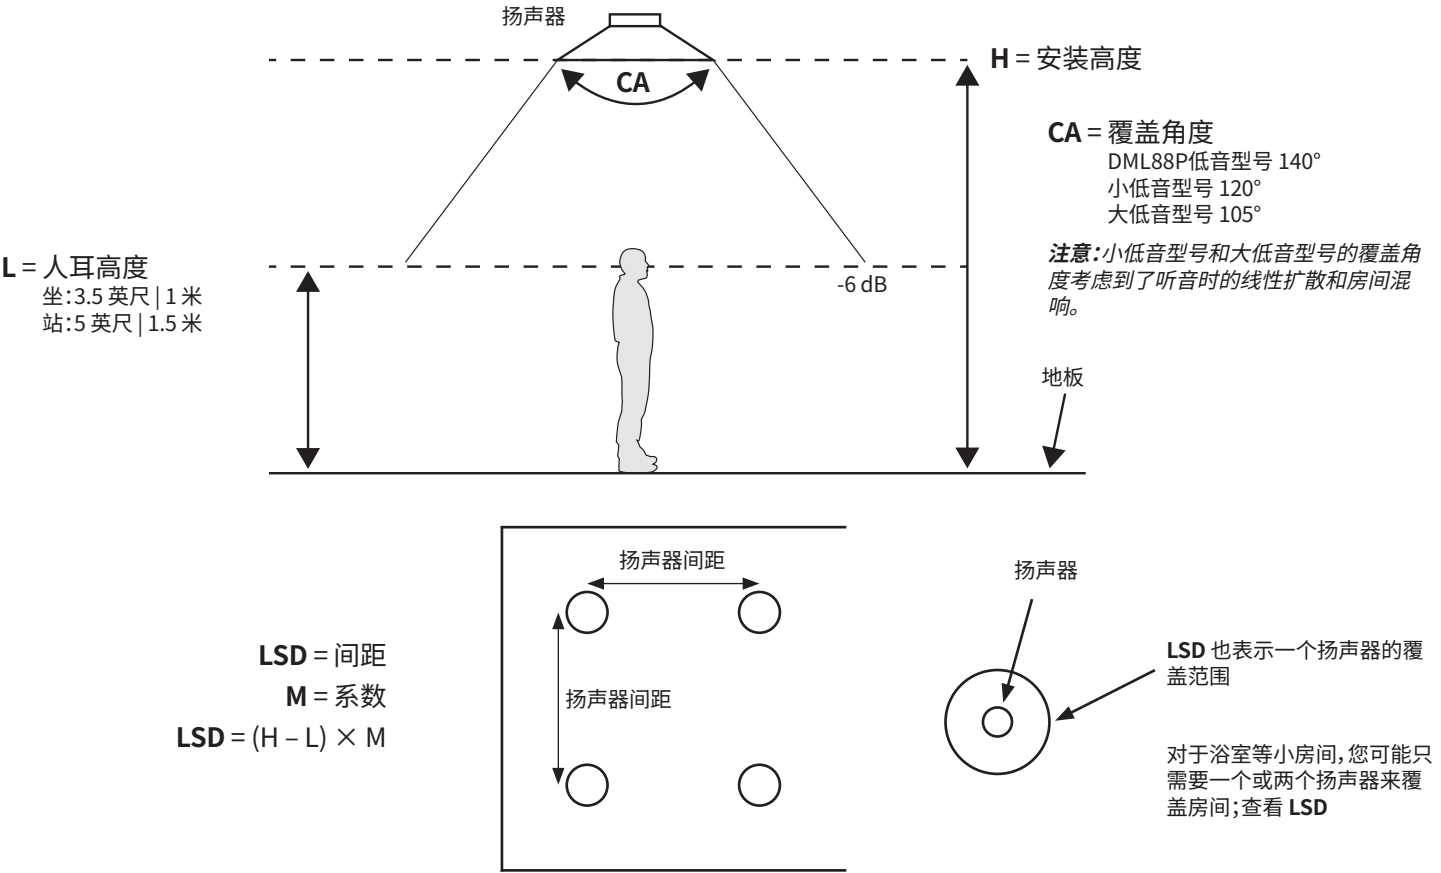 扬声器
CA
H = 安装高度
CA = 覆盖角度
DML88P低音型号 140°
小低音型号 120°
大低音型号 105°
注意：小低音型号和大低音型号的覆盖角
度考虑到了听音时的线性扩散和房间混
响。
L = 人耳高度
坐：3.5 英尺 | 1 米
站：5 英尺 | 1.5 米
-6 dB
地板
扬声器间距
扬声器间距
LSD = 间距
M = 系数
LSD = (H – L) × M
扬声器
LSD 也表示一个扬声器的覆
盖范围
对于浴室等小房间，您可能只
需要一个或两个扬声器来覆
盖房间；查看 LSD